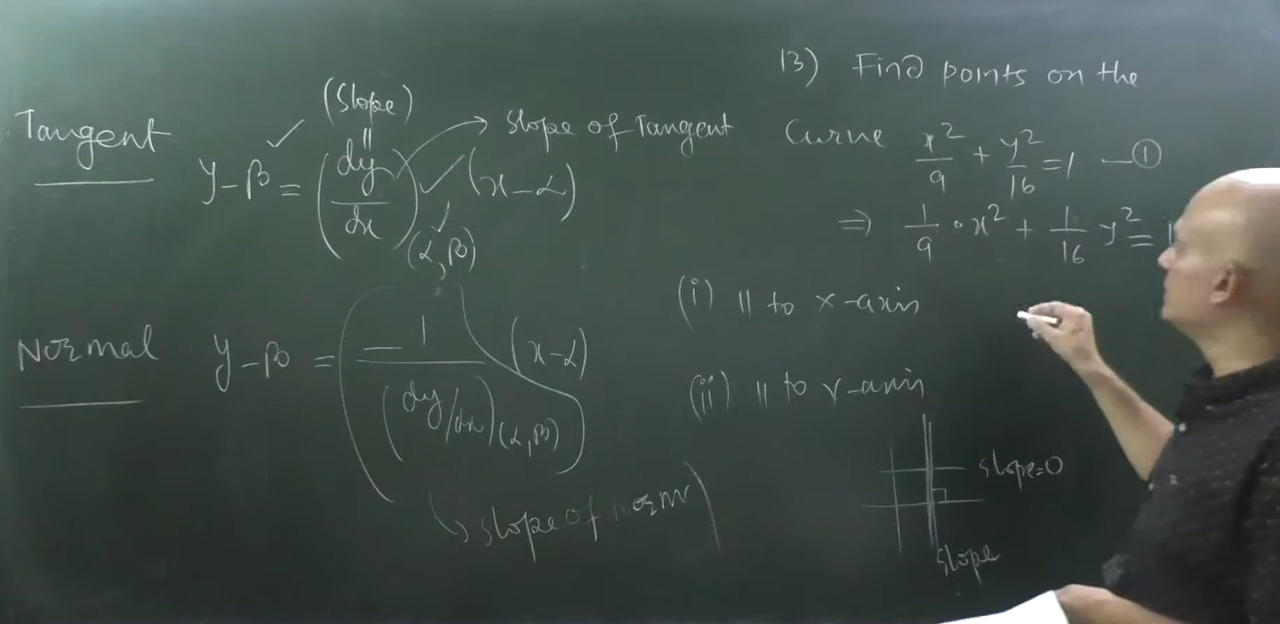 Tangent
(Slope)
||
y-β = (dy/dx)(α,β) (x-α)
→ slope of Tangent
Normal
y-β = -1/(dy/dx)(α,β) (x-α)
↳ slope of norm
13) Find points on the
Curve x²/9 + y²/16 = 1 —①
⇒ 1/9 • x² + 1/16 y² =
(i) || to x-axis
(ii) || to y-axis
slope=0
slope